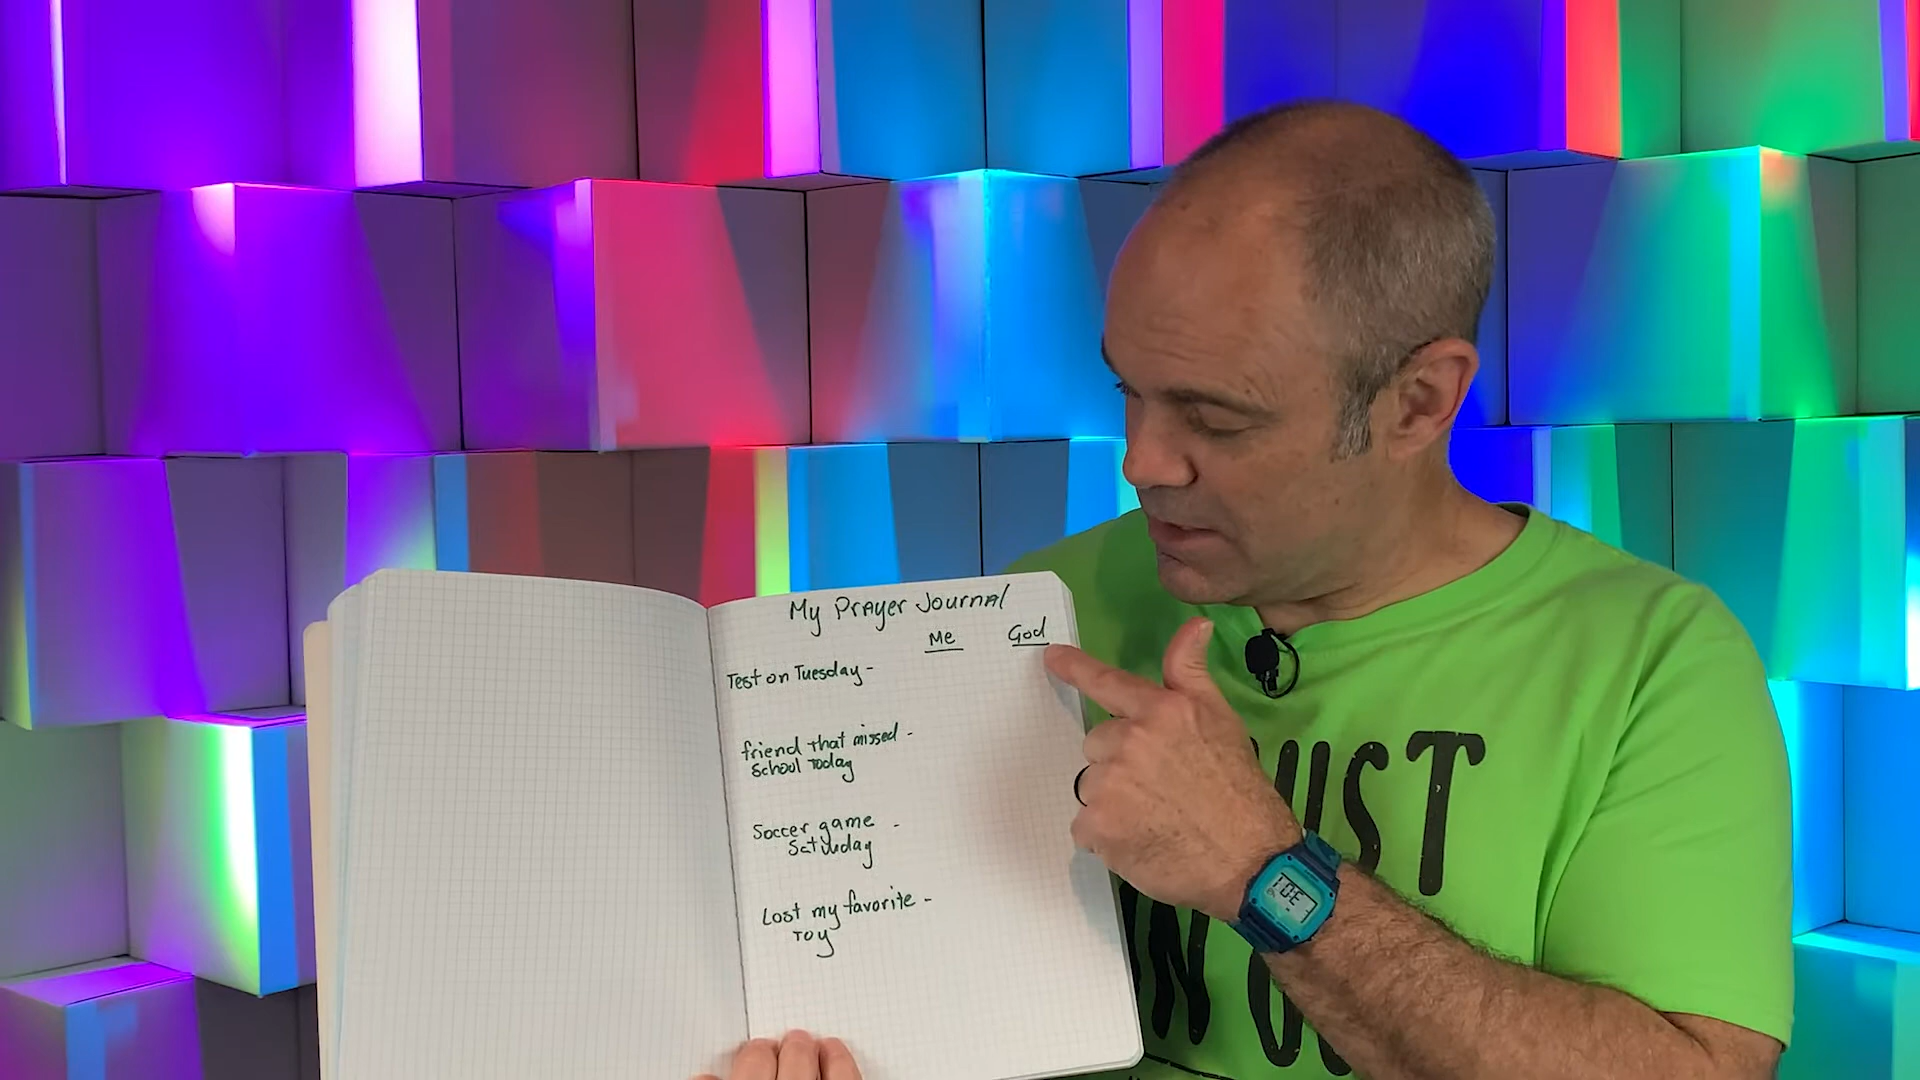 My Prayer Journal
Me God
Test on Tuesday -
friend that missed -
School Today
Soccer game -
Saturday
Lost my favorite -
Toy